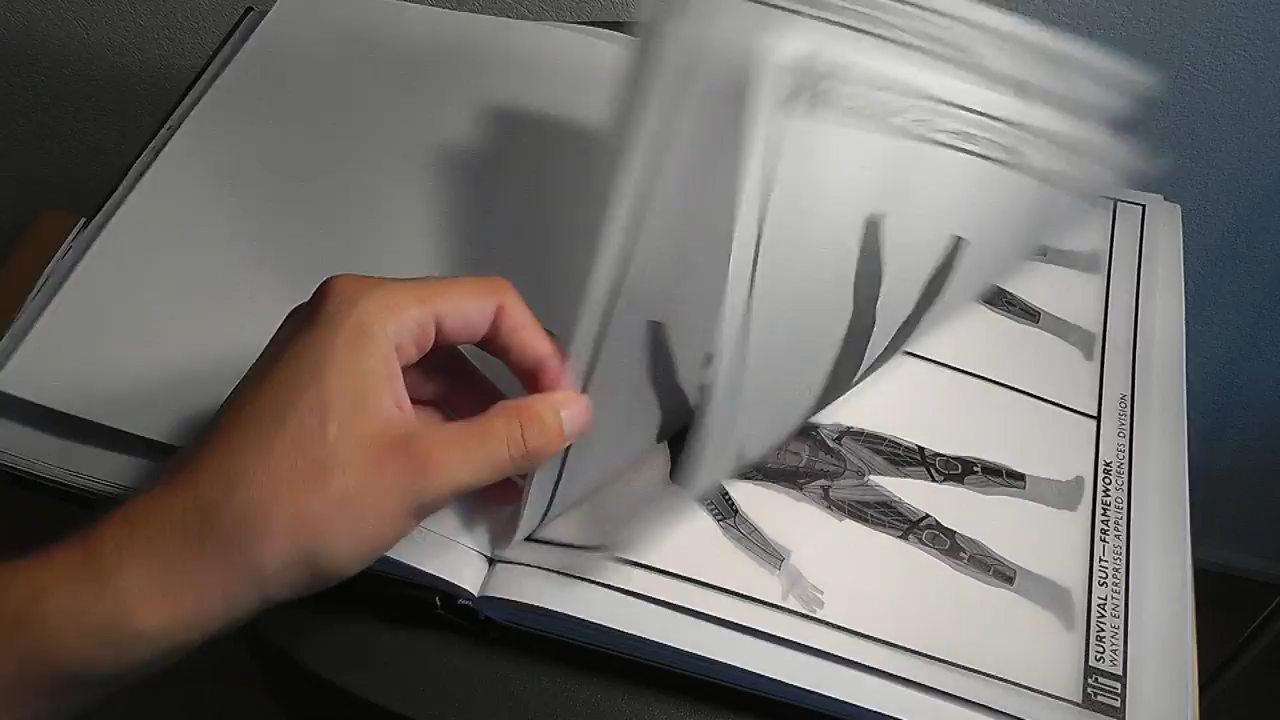 SURVIVAL SUIT—FRAMEWORK
WAYNE ENTERPRISES APPLIED SCIENCES DIVISION